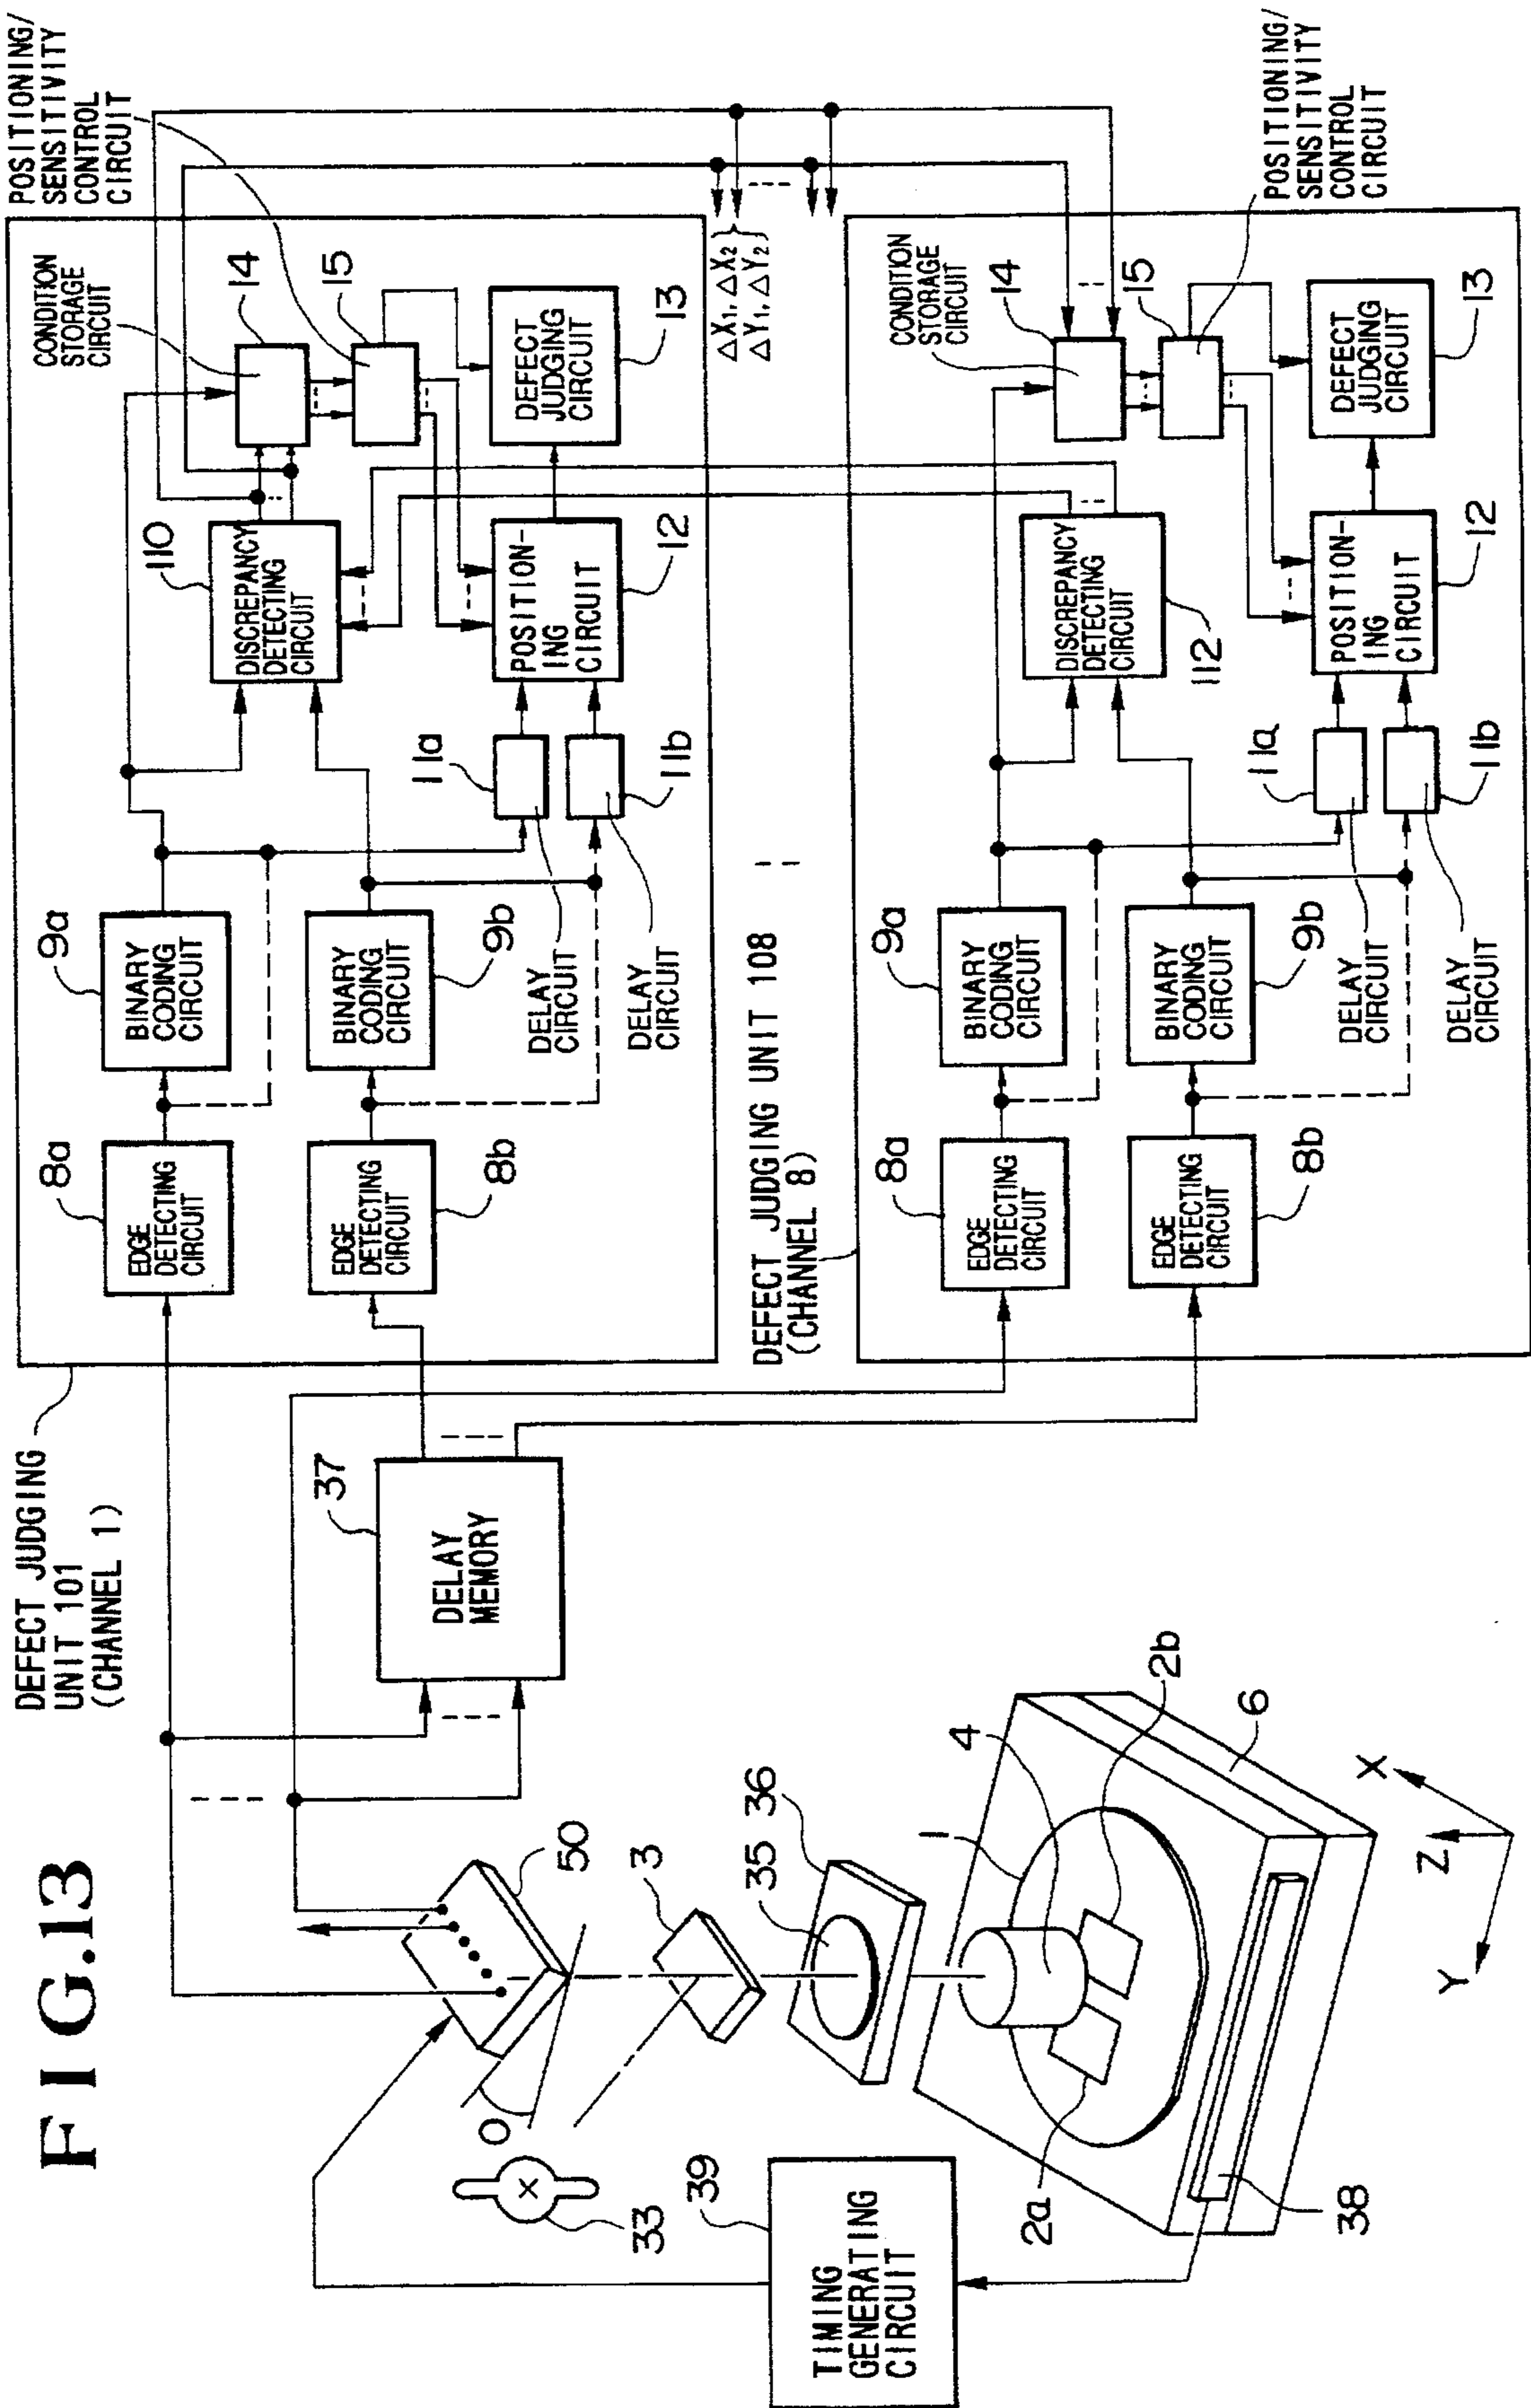 FIG.13
DEFECT JUDGING
UNIT 101
(CHANNEL 1)
8a
EDGE
DETECTING
CIRCUIT
9a
BINARY
CODING
CIRCUIT
110
DISCREPANCY
DETECTING
CIRCUIT
CONDITION
STORAGE
CIRCUIT
14
15
POSITIONING/
SENSITIVITY
CONTROL
CIRCUIT
EDGE
DETECTING
CIRCUIT
8b
BINARY
CODING
CIRCUIT
9b
11a
11b
DELAY
CIRCUIT
DELAY
CIRCUIT
POSITION-
ING
CIRCUIT
12
DEFECT
JUDGING
CIRCUIT
13
ΔX1, ΔX2
ΔY1, ΔY2
37
DELAY
MEMORY
DEFECT JUDGING UNIT 108
(CHANNEL 8)
8a
EDGE
DETECTING
CIRCUIT
9a
BINARY
CODING
CIRCUIT
DISCREPANCY
DETECTING
CIRCUIT
112
CONDITION
STORAGE
CIRCUIT
14
15
POSITIONING/
SENSITIVITY
CONTROL
CIRCUIT
EDGE
DETECTING
CIRCUIT
8b
BINARY
CODING
CIRCUIT
9b
11a
11b
DELAY
CIRCUIT
DELAY
CIRCUIT
POSITION-
ING
CIRCUIT
12
DEFECT
JUDGING
CIRCUIT
13
50
O
33
3
35
36
39
TIMING
GENERATING
CIRCUIT
1
4
2a
2b
6
38
X
Z
Y